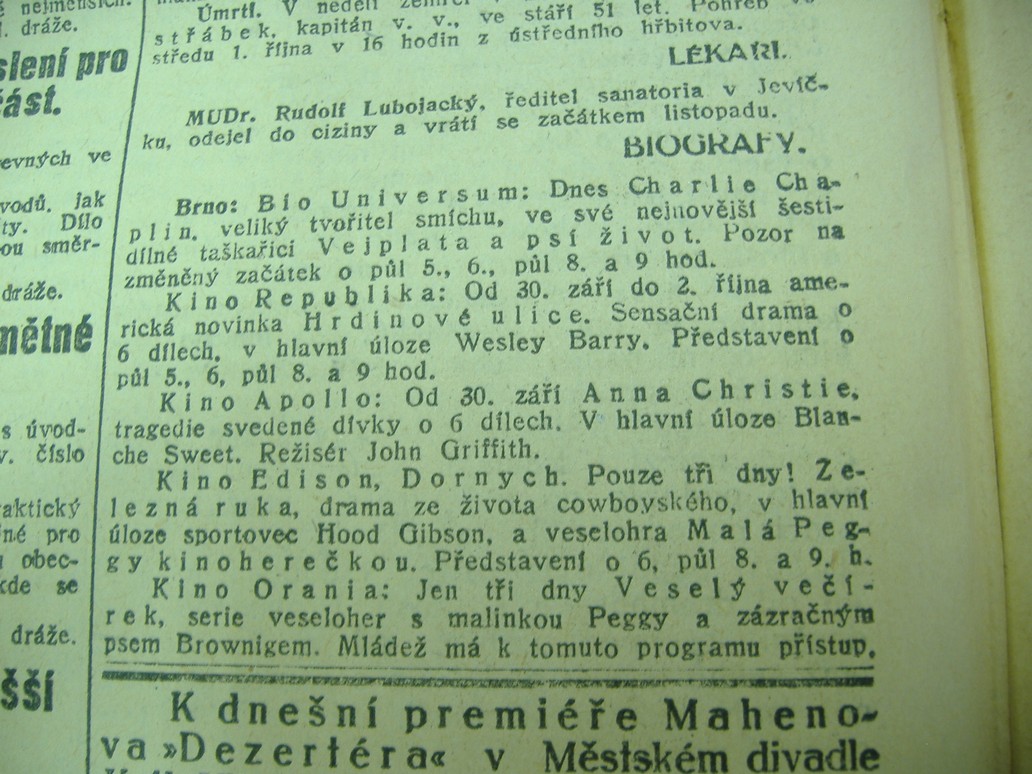 nejmenších.
dráže.
slení pro
část.
evných ve
vodů, jak
ty. Dílo
ou směr-
dráže.
mětné
s úvod-
v. číslo
raktický
né pro
obec-
kde se
dráže.
šší
Úmrtí. V neděli
střábek, kapitán v. v., ve stáří 51 let. Pohřeb ve
středu 1. října v 16 hodin z ústředního hřbitova.
LÉKAŘI.
MUDr. Rudolf Lubojacký, ředitel sanatoria v Jevíč-
ku, odejel do ciziny a vrátí se začátkem listopadu.
BIOGRAFY.
Brno: Bio Universum: Dnes Charlie Cha-
plin, veliký tvořitel smíchu, ve své nejnovější šesti-
dílné taškařici Vejplata a psí život. Pozor na
změněný začátek o půl 5., 6., půl 8. a 9 hod.
Kino Republika: Od 30. září do 2. října ame-
rická novinka Hrdinové ulice. Sensační drama o
6 dílech, v hlavní úloze Wesley Barry. Představení o
půl 5., 6, půl 8. a 9 hod.
Kino Apollo: Od 30. září Anna Christie,
tragedie svedené dívky o 6 dílech. V hlavní úloze Blan-
che Sweet. Režisér John Griffith.
Kino Edison, Dornych. Pouze tři dny! Že-
lezná ruka, drama ze života cowboyského, v hlavní
úloze sportovec Hood Gibson, a veselohra Malá Peg-
gy kinoherečkou. Představení o 6, půl 8. a 9. h.
Kino Orania: Jen tři dny Veselý večí-
rek, serie veseloher s malinkou Peggy a zázračným
psem Brownigem. Mládež má k tomuto programu přístup.
K dnešní premiéře Maheno-
va »Dezertéra« v Městském divadle